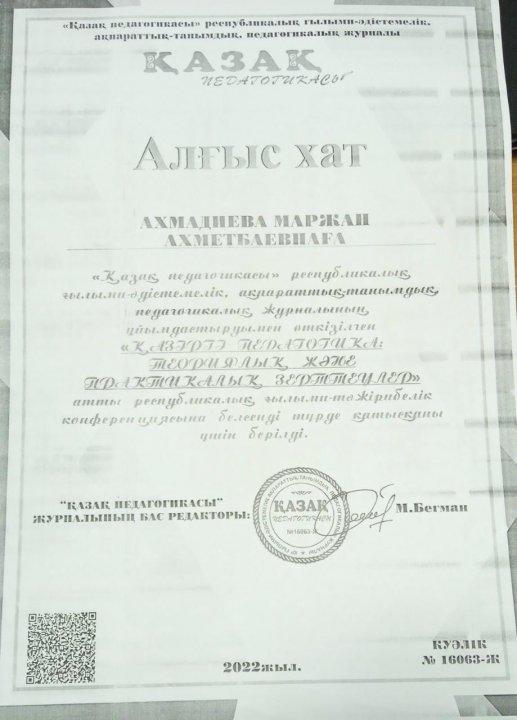 «Қазақ педагогикасы» республикалық ғылыми-әдістемелік,
ақпараттық-танымдық, педагогикалық журналы
ҚАЗАҚ
ПЕДАГОГИКАСЫ
Алғыс хат
АХМАДИЕВА МАРЖАН
АХМЕТБАЕВНАҒА
«Қазақ педагогикасы» республикалық
ғылыми-әдістемелік, ақпараттық-танымдық,
педагогикалық журналының
ұйымдастыруымен өткізілген
«ҚАЗІРГІ ПЕДАГОГИКА:
ТЕОРИЯЛЫҚ ЖӘНЕ
ПРАКТИКАЛЫҚ ЗЕРТТЕУЛЕР»
атты республикалық ғылыми-тәжірибелік
конференциясына белсенді түрде қатысқаны
үшін берілді.
"ҚАЗАҚ ПЕДАГОГИКАСЫ"
ЖУРНАЛЫНЫҢ БАС РЕДАКТОРЫ:
ҚАЗАҚ
ПЕДАГОГИКАСЫ
№16063-Ж
М.Бегман
КУӘЛІК
№ 16063-Ж
2022жыл.